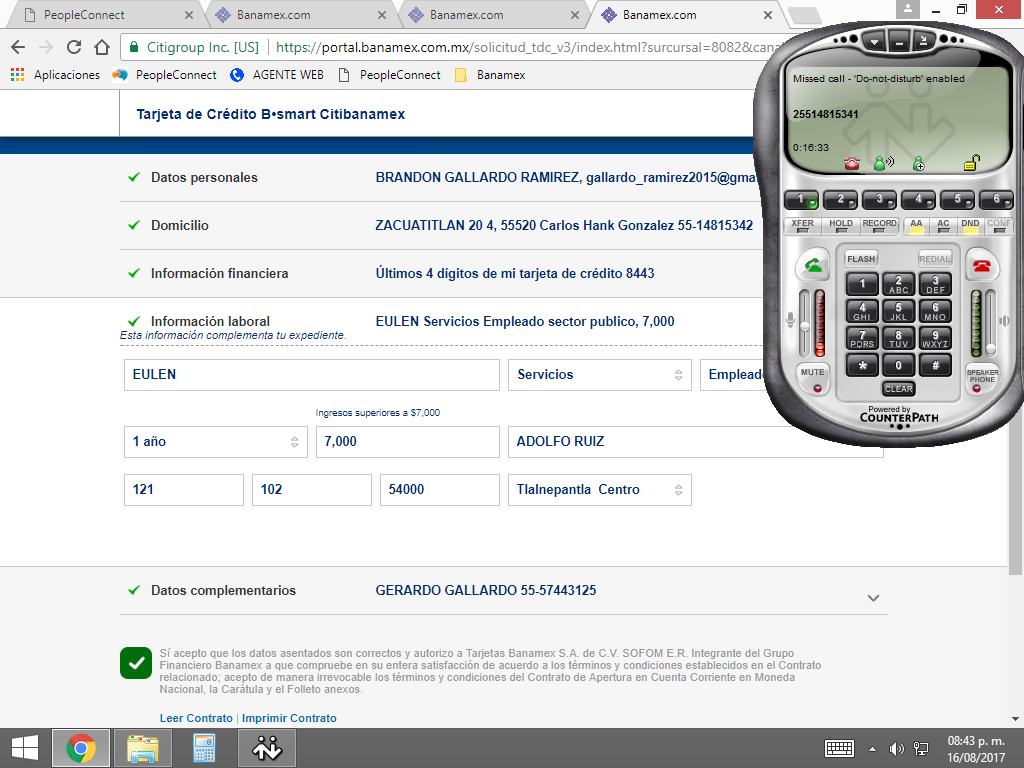 PeopleConnect
Banamex.com
Banamex.com
Banamex.com
Citigroup Inc. [US] https://portal.banamex.com.mx/solicitud_tdc_v3/index.html?sursursal=8082&cana
Aplicaciones PeopleConnect AGENTE WEB PeopleConnect Banamex
Tarjeta de Crédito B•smart Citibanamex
Datos personales BRANDON GALLARDO RAMIREZ, gallardo_ramirez2015@gma
Domicilio ZACUATITLAN 20 4, 55520 Carlos Hank Gonzalez 55-14815342
Información financiera Últimos 4 dígitos de mi tarjeta de crédito 8443
Información laboral EULEN Servicios Empleado sector publico, 7,000
Esta información complementa tu expediente.
EULEN Servicios Empleado
Ingresos superiores a $7,000
1 año 7,000 ADOLFO RUIZ
121 102 54000 Tlalnepantla Centro
Datos complementarios GERARDO GALLARDO 55-57443125
Sí acepto que los datos asentados son correctos y autorizo a Tarjetas Banamex S.A. de C.V. SOFOM E.R. Integrante del Grupo
Financiero Banamex a que compruebe en su entera satisfacción de acuerdo a los términos y condiciones establecidos en el Contrato
relacionado; acepto de manera irrevocable los términos y condiciones del Contrato de Apertura en Cuenta Corriente en Moneda
Nacional, la Carátula y el Folleto anexos.
Leer Contrato | Imprimir Contrato
Missed call - 'Do-not-disturb' enabled
25514815341
0:16:33
1 2 3 4 5 6
XFER HOLD RECORD AA AC DND CONF
FLASH REDIAL
1 2 ABC 3 DEF
4 GHI 5 JKL 6 MNO
7 PQRS 8 TUV 9 WXYZ
* 0 #
MUTE CLEAR SPEAKER PHONE
Powered by
COUNTERPATH
08:43 p. m.
16/08/2017